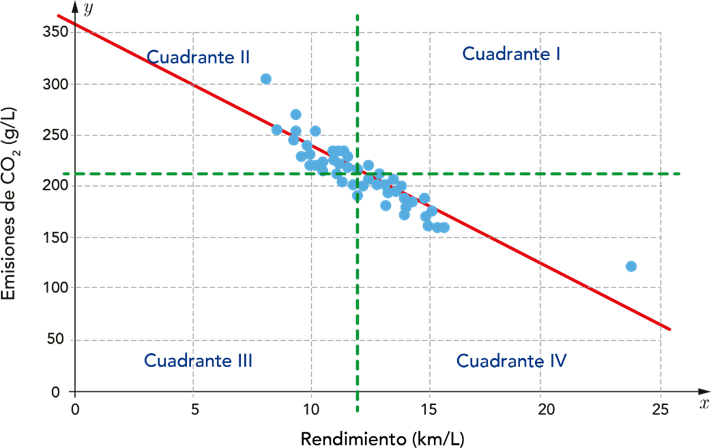 y
350
Cuadrante II
Cuadrante I
300
250
200
150
100
50
Cuadrante III
Cuadrante IV
0
0
5
10
15
20
25
x
Emisiones de CO₂ (g/L)
Rendimiento (km/L)